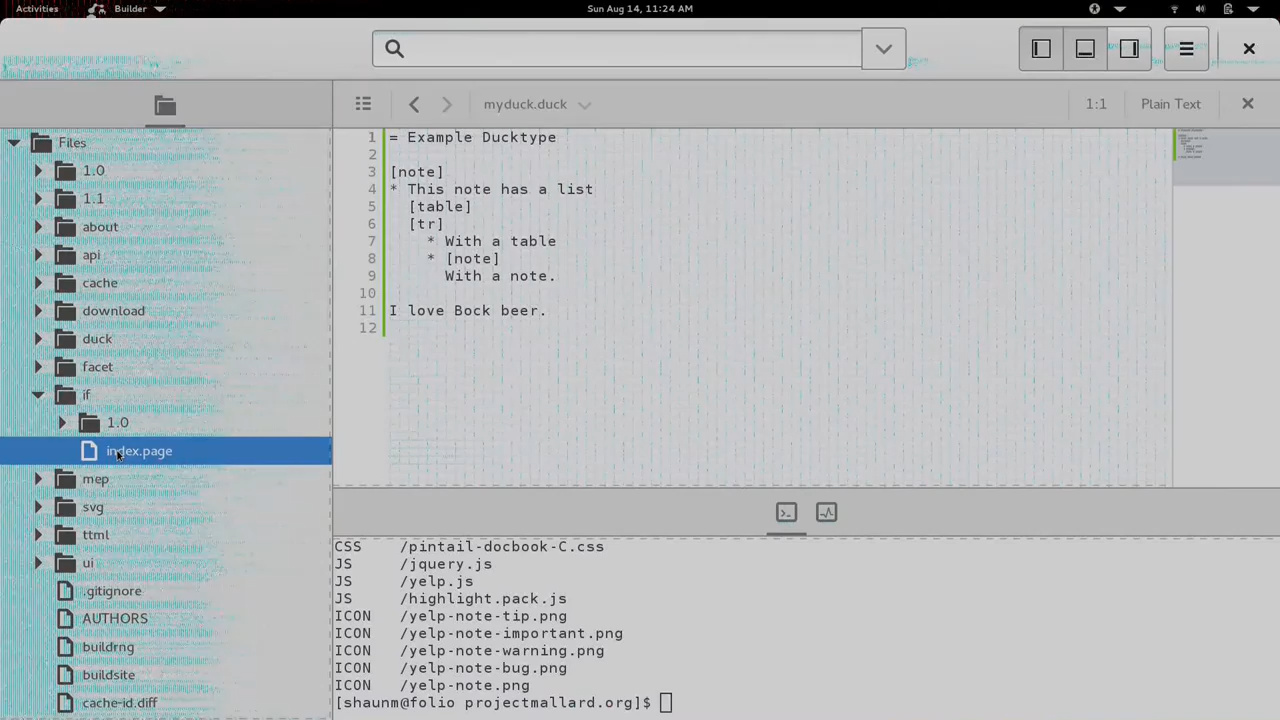 Activities Builder Sun Aug 14, 11:24 AM
myduck.duck 1:1 Plain Text
Files
1.0
1.1
about
api
cache
download
duck
facet
if
1.0
index.page
mep
svg
ttml
ui
.gitignore
AUTHORS
buildrng
buildsite
cache-id.diff
1 = Example Ducktype
2
3 [note]
4 * This note has a list
5 [table]
6 [tr]
7 * With a table
8 * [note]
9 With a note.
10
11 I love Bock beer.
12
CSS /pintail-docbook-C.css
JS /jquery.js
JS /yelp.js
JS /highlight.pack.js
ICON /yelp-note-tip.png
ICON /yelp-note-important.png
ICON /yelp-note-warning.png
ICON /yelp-note-bug.png
ICON /yelp-note.png
[shaunm@folio projectmallard.org]$